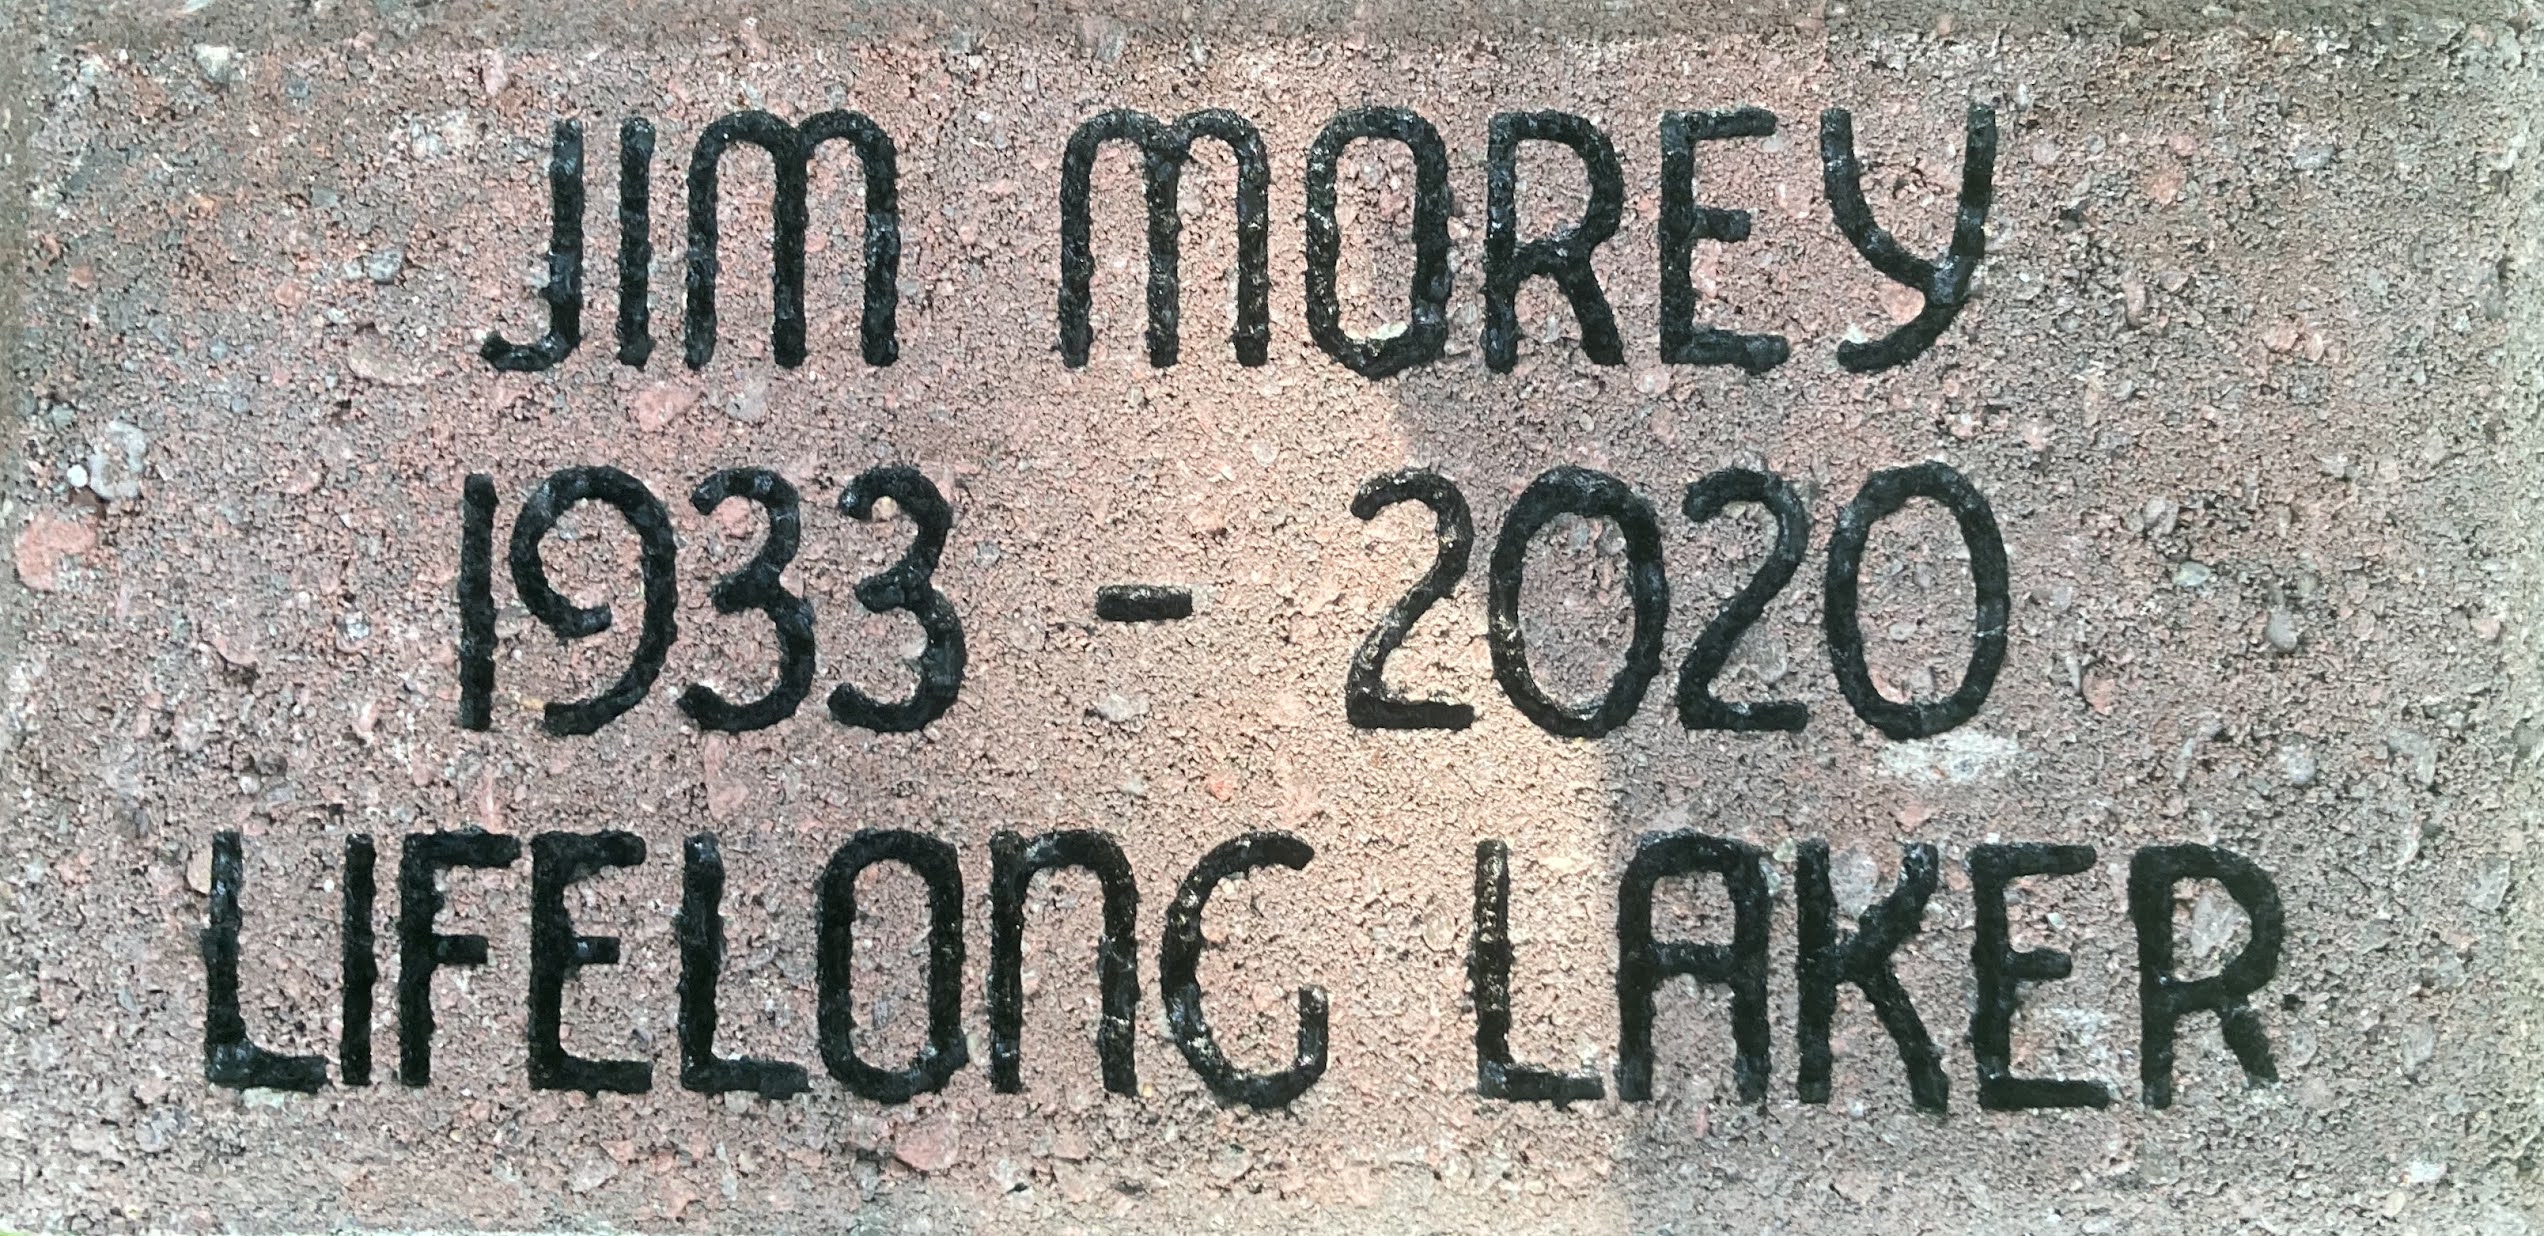 JIM MOREY
1933 - 2020
LIFELONG LAKER